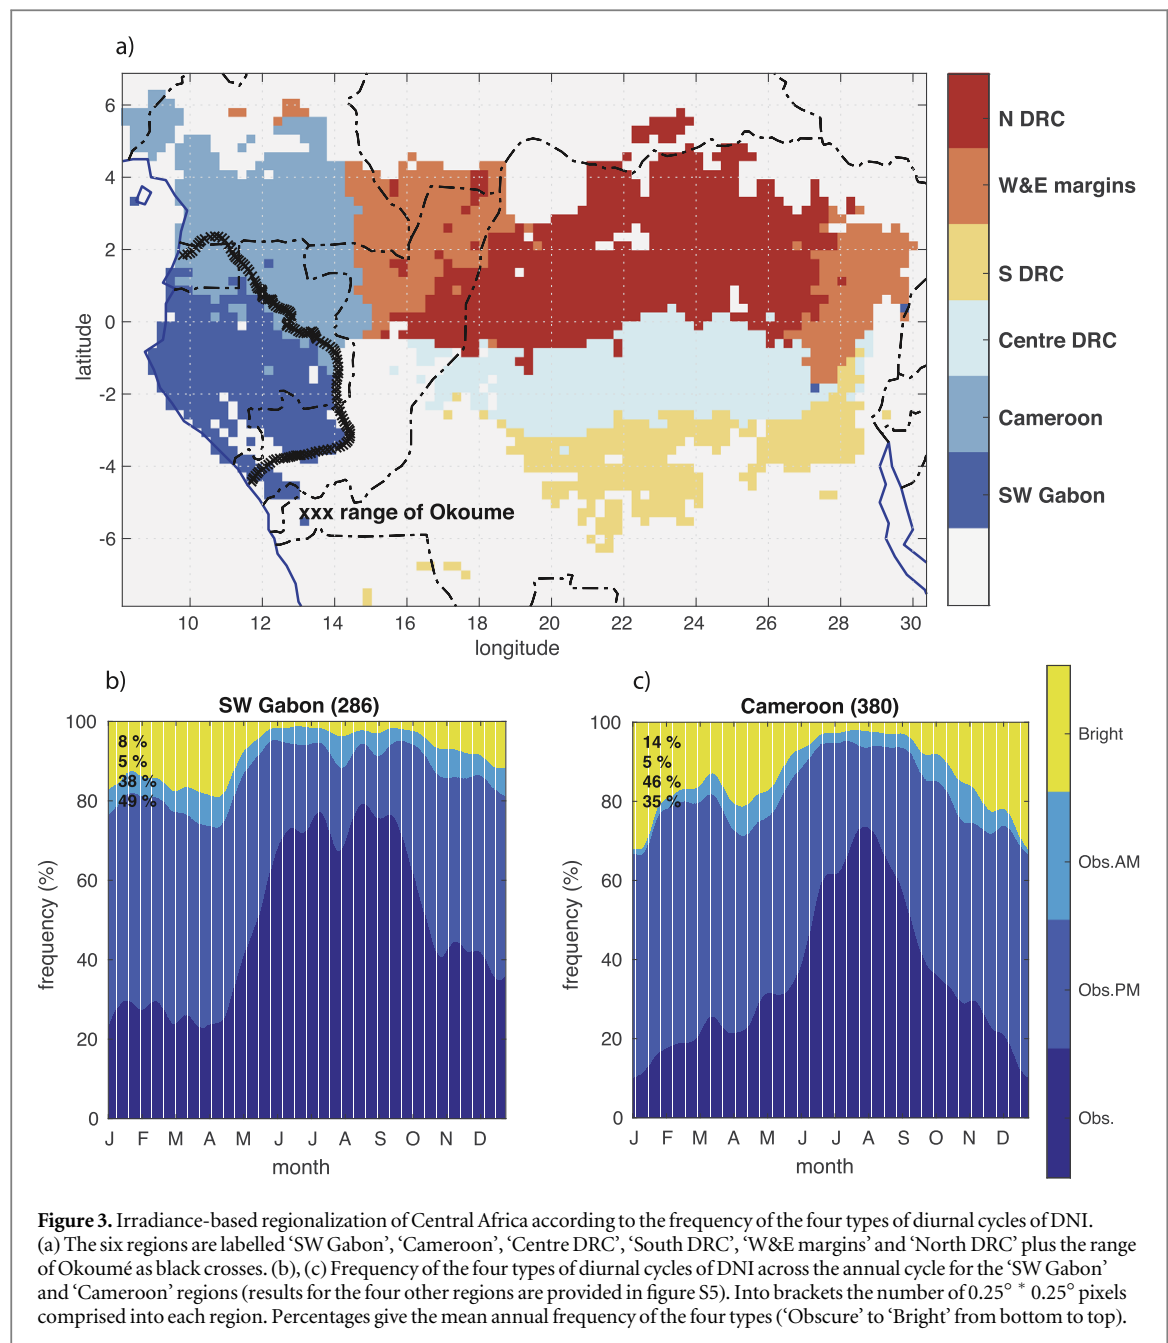 a)
6
4
2
0
-2
-4
-6
latitude
xxx range of Okoume
10 12 14 16 18 20 22 24 26 28 30
longitude
N DRC
W&E margins
S DRC
Centre DRC
Cameroon
SW Gabon
b)
SW Gabon (286)
100
80
60
40
20
0
frequency (%)
8 %
5 %
38 %
49 %
J F M A M J J A S O N D
month
c)
Cameroon (380)
100
80
60
40
20
0
frequency (%)
14 %
5 %
46 %
35 %
J F M A M J J A S O N D
month
Bright
Obs.AM
Obs.PM
Obs.
Figure 3. Irradiance-based regionalization of Central Africa according to the frequency of the four types of diurnal cycles of DNI.
(a) The six regions are labelled ‘SW Gabon’, ‘Cameroon’, ‘Centre DRC’, ‘South DRC’, ‘W&E margins’ and ‘North DRC’ plus the range
of Okoumé as black crosses. (b), (c) Frequency of the four types of diurnal cycles of DNI across the annual cycle for the ‘SW Gabon’
and ‘Cameroon’ regions (results for the four other regions are provided in figure S5). Into brackets the number of 0.25° * 0.25° pixels
comprised into each region. Percentages give the mean annual frequency of the four types (‘Obscure’ to ‘Bright’ from bottom to top).